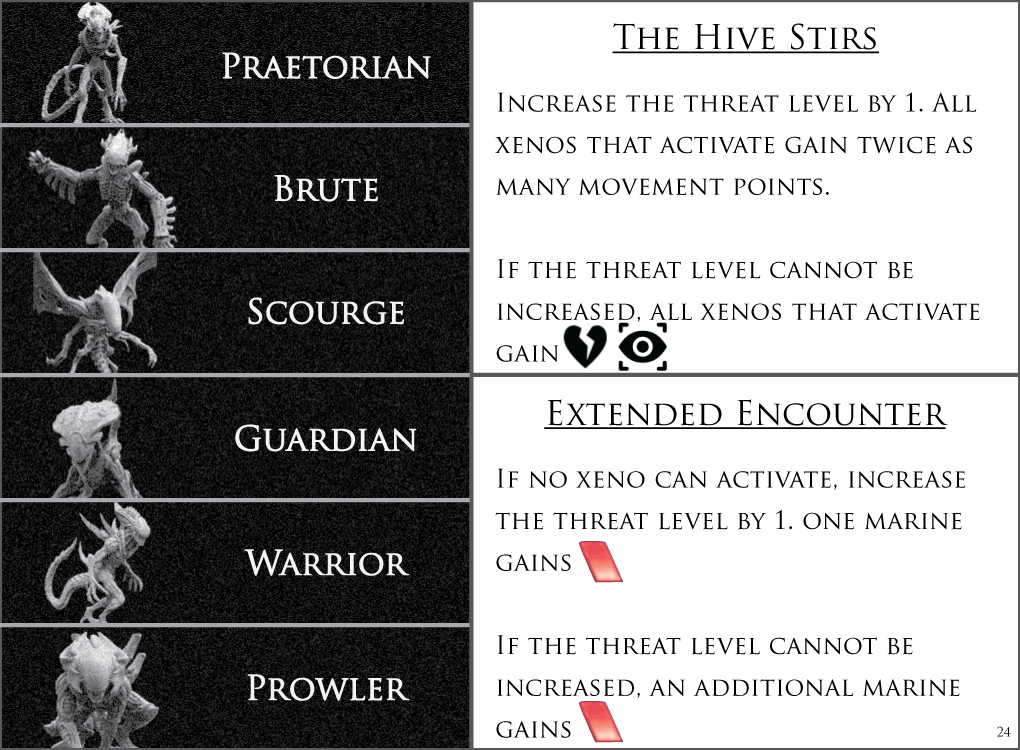 Praetorian
Brute
Scourge
Guardian
Warrior
Prowler
The Hive Stirs
Increase the threat level by 1. All
xenos that activate gain twice as
many movement points.
If the threat level cannot be
increased, all xenos that activate
gain
Extended Encounter
If no xeno can activate, increase
the threat level by 1. one marine
gains
If the threat level cannot be
increased, an additional marine
gains
24